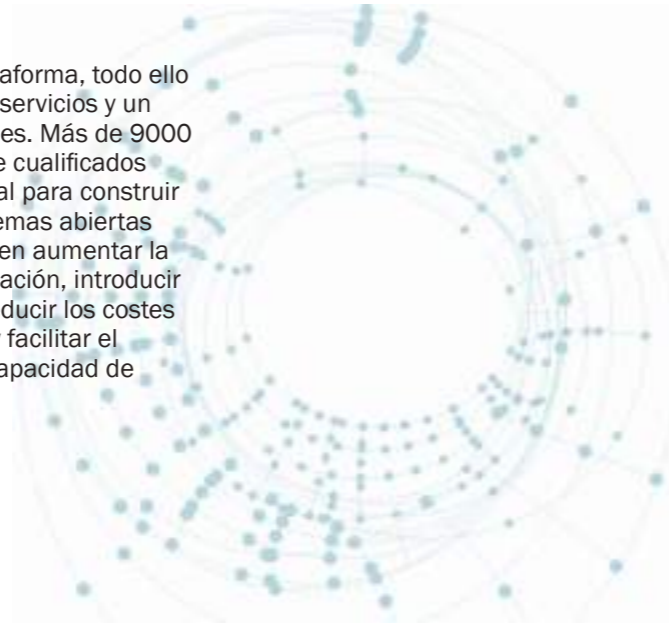 aforma, todo ello
servicios y un
es. Más de 9000
e cualificados
al para construir
emas abiertas
en aumentar la
ación, introducir
ducir los costes
facilitar el
apacidad de